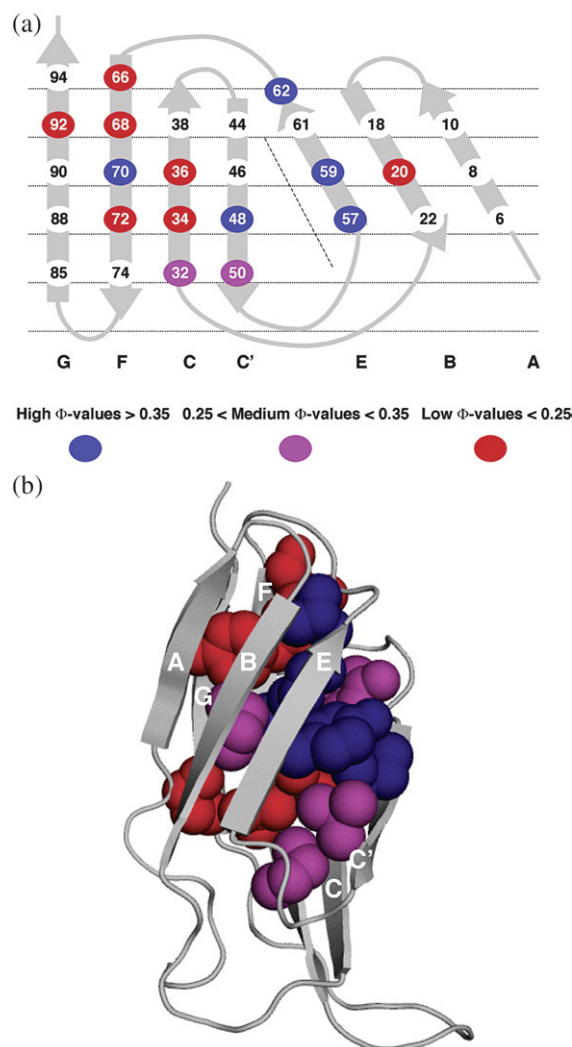 (a)
94 66 62
92 68 38 44 61 18 10
90 70 36 46 59 20 8
88 72 34 48 57 22 6
85 74 32 50
G F C C' E B A
High Φ-values > 0.35 0.25 < Medium Φ-values < 0.35 Low Φ-values < 0.25
(b)
F
A B E
G
C'
C